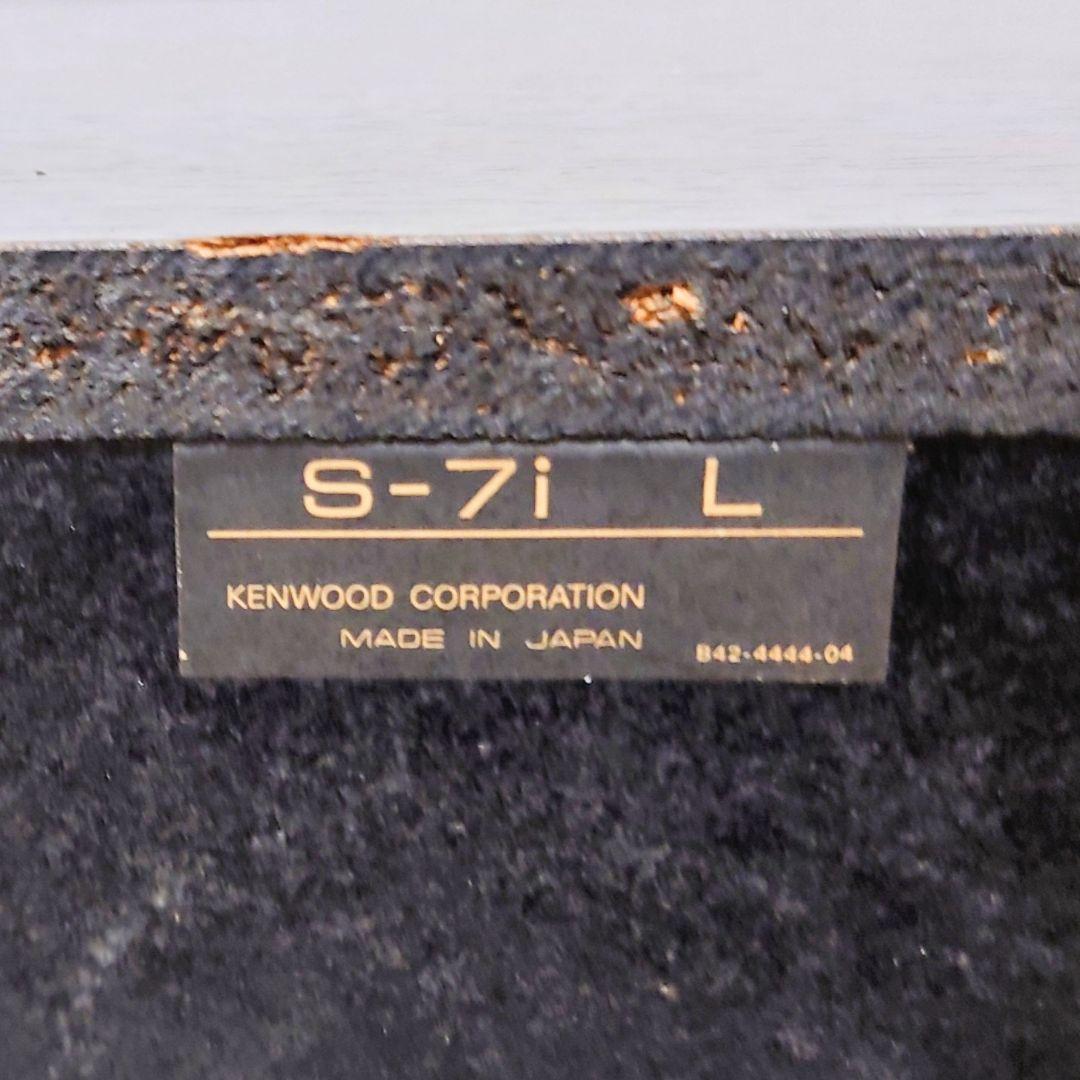 S-7i L
KENWOOD CORPORATION
MADE IN JAPAN B42-4444-04